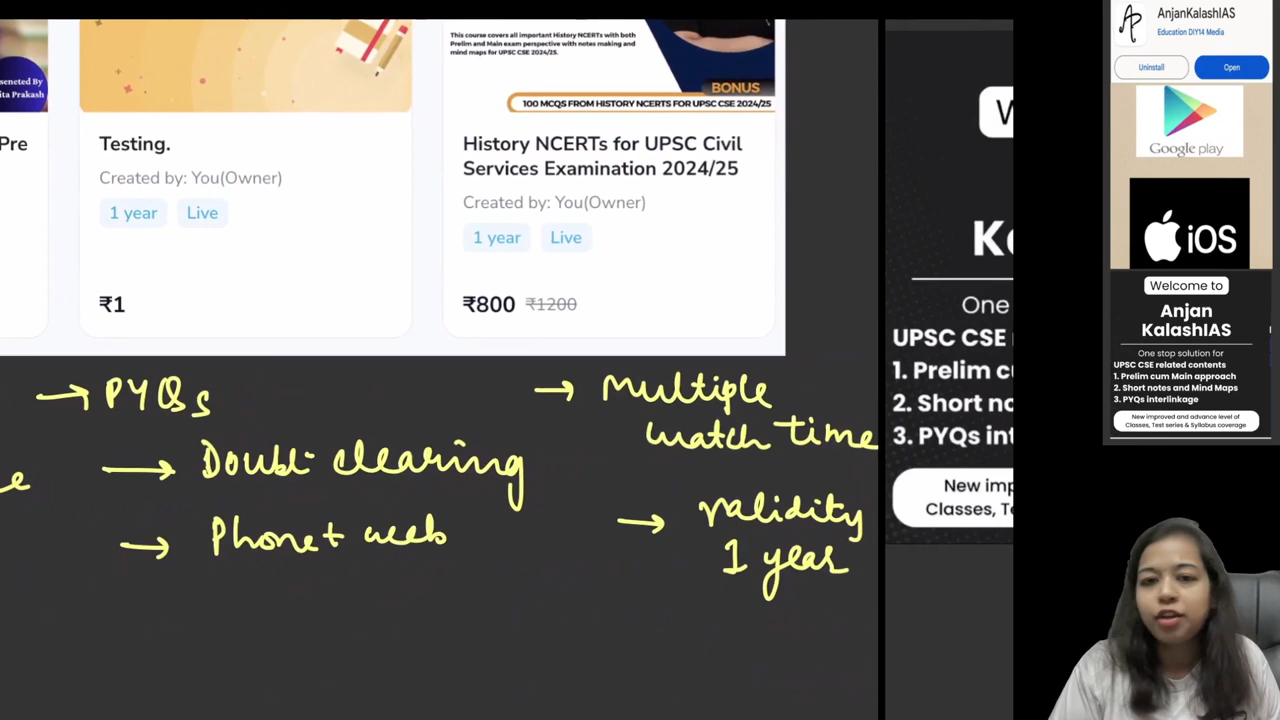 seneted By
ita Prakash
Pre
Testing.
Created by: You(Owner)
1 year
Live
₹1
This course covers all important History NCERTs with both
Prelim and Main exam perspective with notes making and
mind maps for UPSC CSE 2024/25.
BONUS
100 MCQS FROM HISTORY NCERTS FOR UPSC CSE 2024/25
History NCERTs for UPSC Civil
Services Examination 2024/25
Created by: You(Owner)
1 year
Live
₹800 ₹1200
→ PYQs
→ Doubt clearing
→ Phone + web
e
→ Multiple
watch time
→ validity
1 year
W
Ka
One
UPSC CSE
1. Prelim cu
2. Short no
3. PYQs int
New imp
Classes, Te
AP
AnjanKalashIAS
Education DIY14 Media
Uninstall
Open
Google play
iOS
Welcome to
Anjan
KalashIAS
One stop solution for
UPSC CSE related contents
1. Prelim cum Main approach
2. Short notes and Mind Maps
3. PYQs interlinkage
New improved and advance level of
Classes, Test series & Syllabus coverage